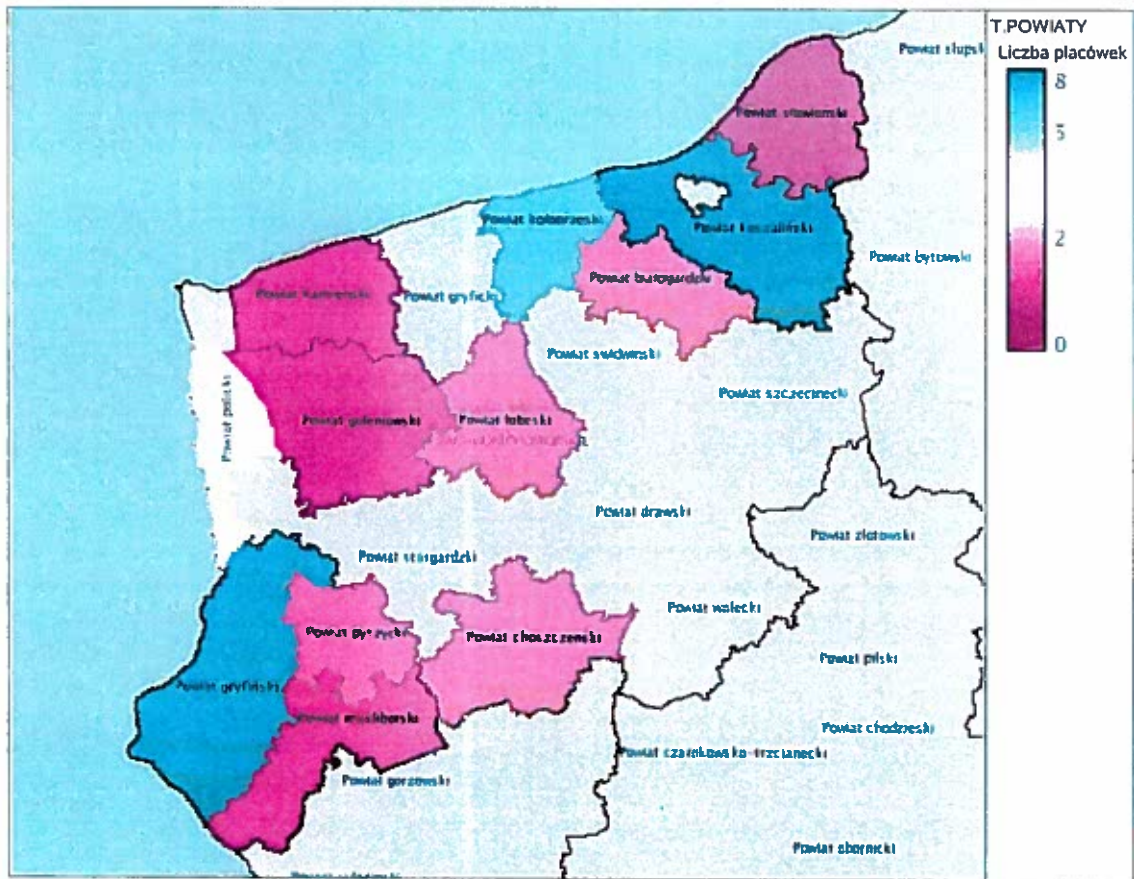 T.POWIATY
Liczba placówek
8
5
2
0
Powiat słupsk
Powiat sławieński
Powiat kołobrzeski
Powiat koszaliński
Powiat bytowski
Powiat białogardzki
Powiat kamieński
Powiat gryficki
Powiat świdwiński
Powiat szczecinecki
Powiat policki
Powiat goleniowski
Powiat łobeski
Powiat drawski
Powiat złotowski
Powiat stargardzki
Powiat wałecki
Powiat pyrzycki
Powiat choszczeński
Powiat pilski
Powiat gryfiński
Powiat myśliborski
Powiat chodzieski
Powiat czarnkowsko-trzcianecki
Powiat gorzowski
Powiat obornicki